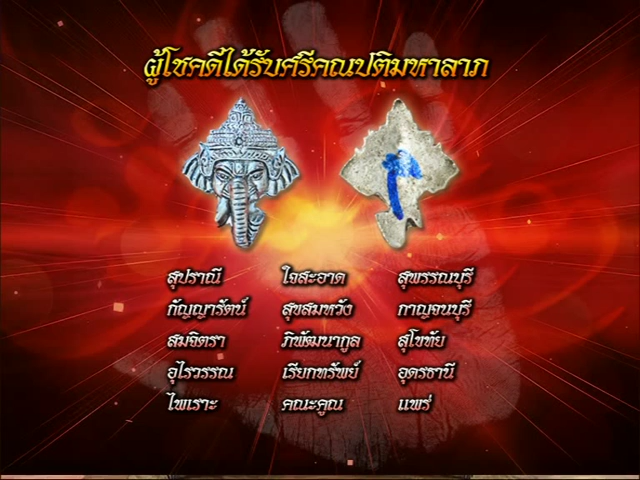 ผู้โชคดีได้รับศรีคณปติมหาลาภ
สุปราณี ใจสะอาด สุพรรณบุรี
กัญญารัตน์ สุขสมหวัง กาญจนบุรี
สมจิตรา ภิพัฒนากูล สุโขทัย
อุไรวรรณ เรียกทรัพย์ อุดรธานี
ไพเราะ คณะคูณ แพร่